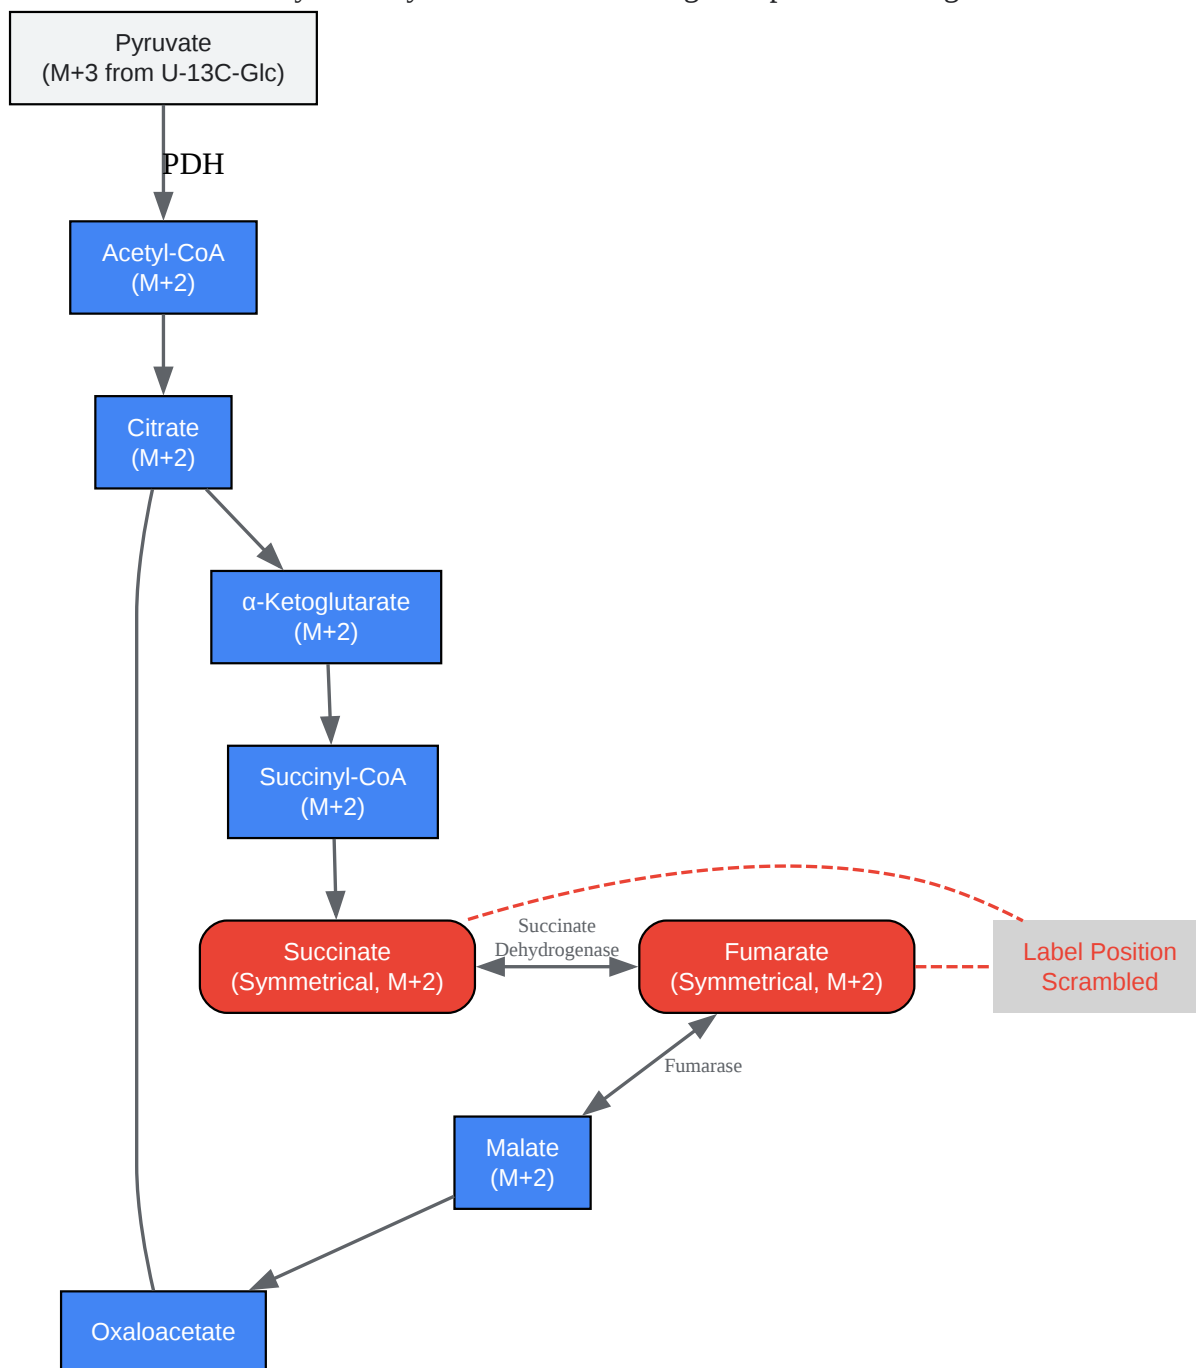 Pyruvate
(M+3 from U-13C-Glc)
PDH
Acetyl-CoA
(M+2)
Citrate
(M+2)
α-Ketoglutarate
(M+2)
Succinyl-CoA
(M+2)
Succinate
(Symmetrical, M+2)
Succinate
Dehydrogenase
Fumarate
(Symmetrical, M+2)
Label Position
Scrambled
Fumarase
Malate
(M+2)
Oxaloacetate